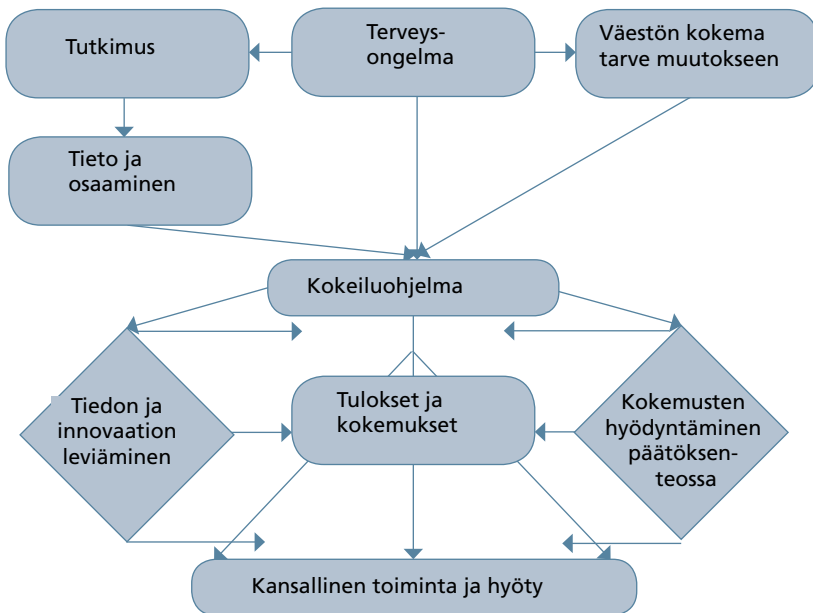 Tutkimus
Terveys-
ongelma
Väestön kokema
tarve muutokseen
Tieto ja
osaaminen
Kokeiluohjelma
Tiedon ja
innovaation
leviäminen
Tulokset ja
kokemukset
Kokemusten
hyödyntäminen
päätöksen-
teossa
Kansallinen toiminta ja hyöty